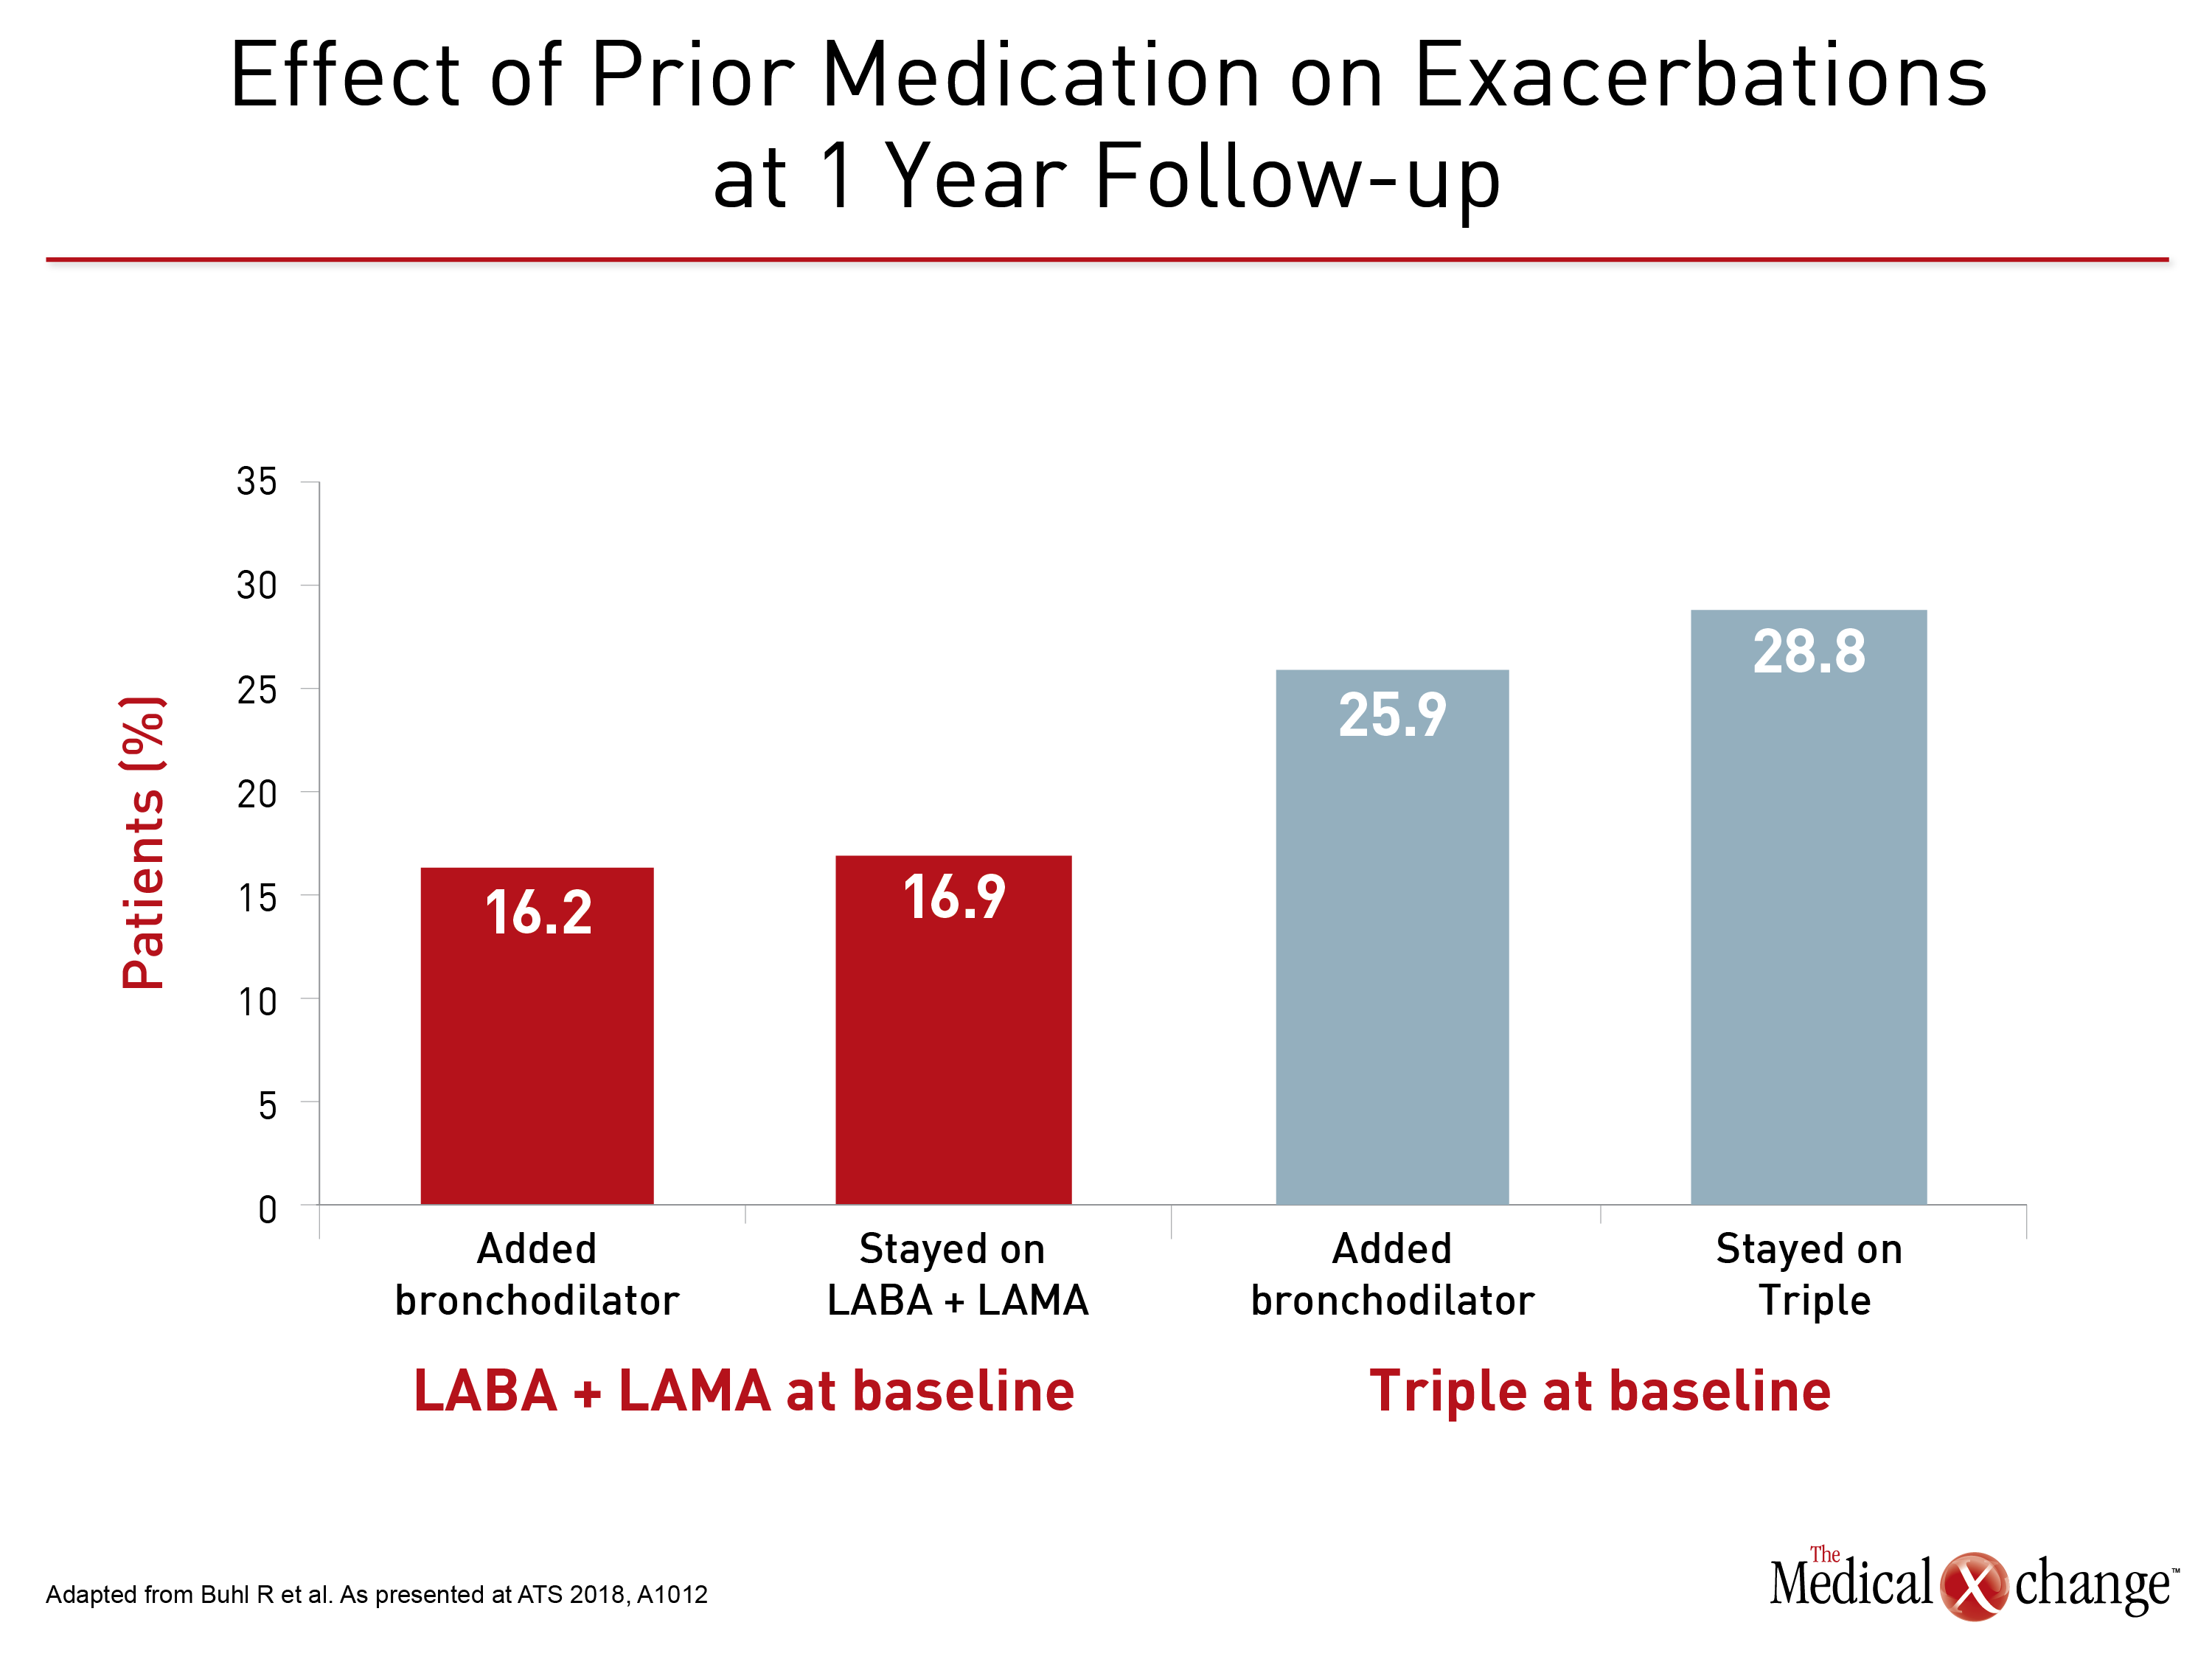 Effect of Prior Medication on Exacerbations
at 1 Year Follow-up
Patients (%)
35
30
25
20
15
10
5
0
16.2
16.9
25.9
28.8
Added
bronchodilator
Stayed on
LABA + LAMA
Added
bronchodilator
Stayed on
Triple
LABA + LAMA at baseline
Triple at baseline
Adapted from Buhl R et al. As presented at ATS 2018, A1012
The
Medical Xchange™